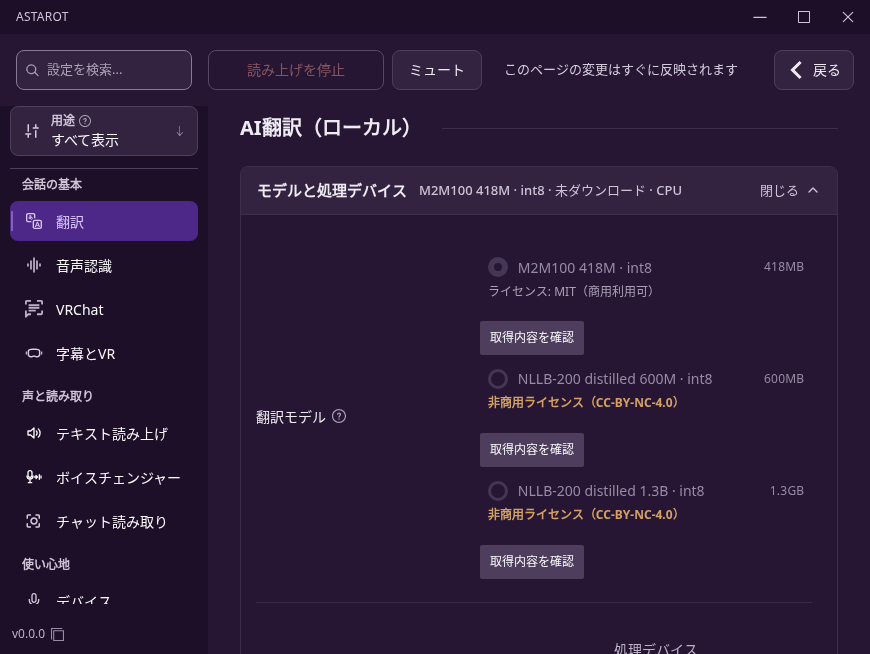 ASTAROT
設定を検索...
読み上げを停止
ミュート
このページの変更はすぐに反映されます
戻る
用途
すべて表示
会話の基本
翻訳
音声認識
VRChat
字幕とVR
声と読み取り
テキスト読み上げ
ボイスチェンジャー
チャット読み取り
使い心地
デバイス
v0.0.0
AI翻訳（ローカル）
モデルと処理デバイス M2M100 418M · int8 · 未ダウンロード · CPU 閉じる
翻訳モデル
M2M100 418M · int8 418MB
ライセンス: MIT（商用利用可）
取得内容を確認
NLLB-200 distilled 600M · int8 600MB
非商用ライセンス（CC-BY-NC-4.0）
取得内容を確認
NLLB-200 distilled 1.3B · int8 1.3GB
非商用ライセンス（CC-BY-NC-4.0）
取得内容を確認
処理デバイス